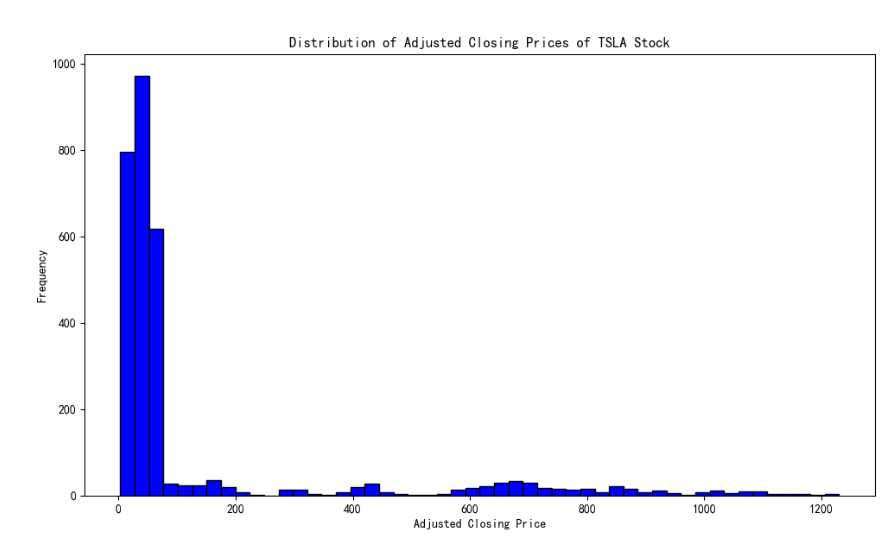 Distribution of Adjusted Closing Prices of TSLA Stock
1000
800
600
400
200
0
Frequency
0 200 400 600 800 1000 1200
Adjusted Closing Price